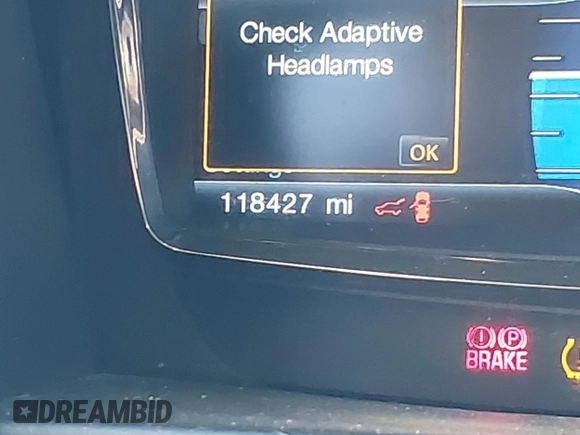 Check Adaptive
Headlamps
OK
118427 mi
P
BRAKE
DREAMBID